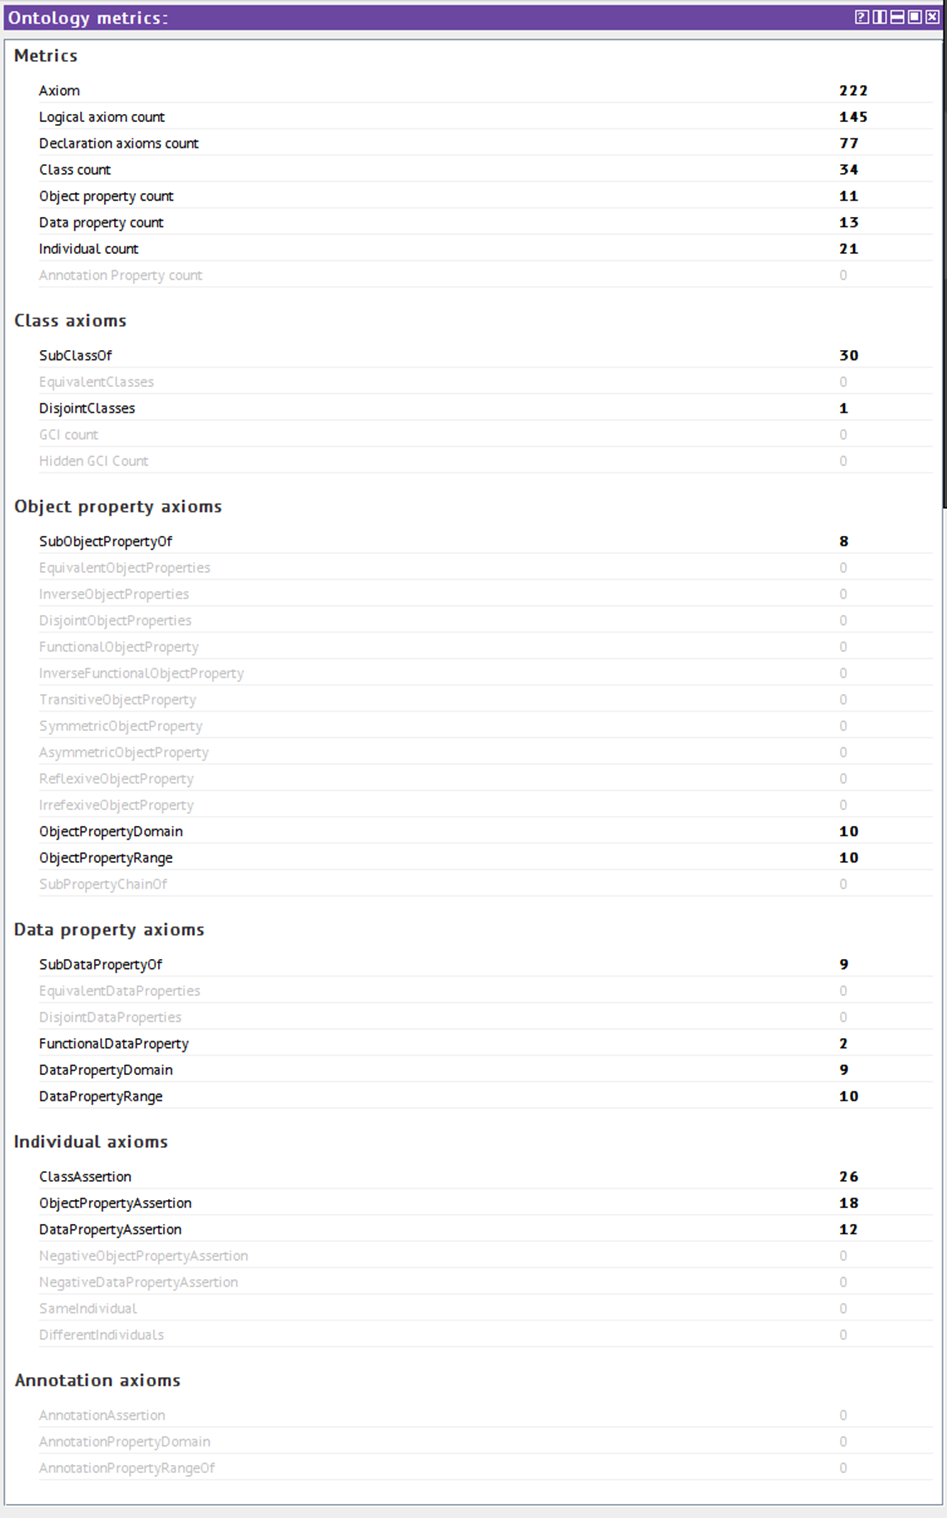 Ontology metrics:
Metrics
Axiom 222
Logical axiom count 145
Declaration axioms count 77
Class count 34
Object property count 11
Data property count 13
Individual count 21
Annotation Property count 0
Class axioms
SubClassOf 30
EquivalentClasses 0
DisjointClasses 1
GCI count 0
Hidden GCI Count 0
Object property axioms
SubObjectPropertyOf 8
EquivalentObjectProperties 0
InverseObjectProperties 0
DisjointObjectProperties 0
FunctionalObjectProperty 0
InverseFunctionalObjectProperty 0
TransitiveObjectProperty 0
SymmetricObjectProperty 0
AsymmetricObjectProperty 0
ReflexiveObjectProperty 0
IrrefexiveObjectProperty 0
ObjectPropertyDomain 10
ObjectPropertyRange 10
SubPropertyChainOf 0
Data property axioms
SubDataPropertyOf 9
EquivalentDataProperties 0
DisjointDataProperties 0
FunctionalDataProperty 2
DataPropertyDomain 9
DataPropertyRange 10
Individual axioms
ClassAssertion 26
ObjectPropertyAssertion 18
DataPropertyAssertion 12
NegativeObjectPropertyAssertion 0
NegativeDataPropertyAssertion 0
SameIndividual 0
DifferentIndividuals 0
Annotation axioms
AnnotationAssertion 0
AnnotationPropertyDomain 0
AnnotationPropertyRangeOf 0